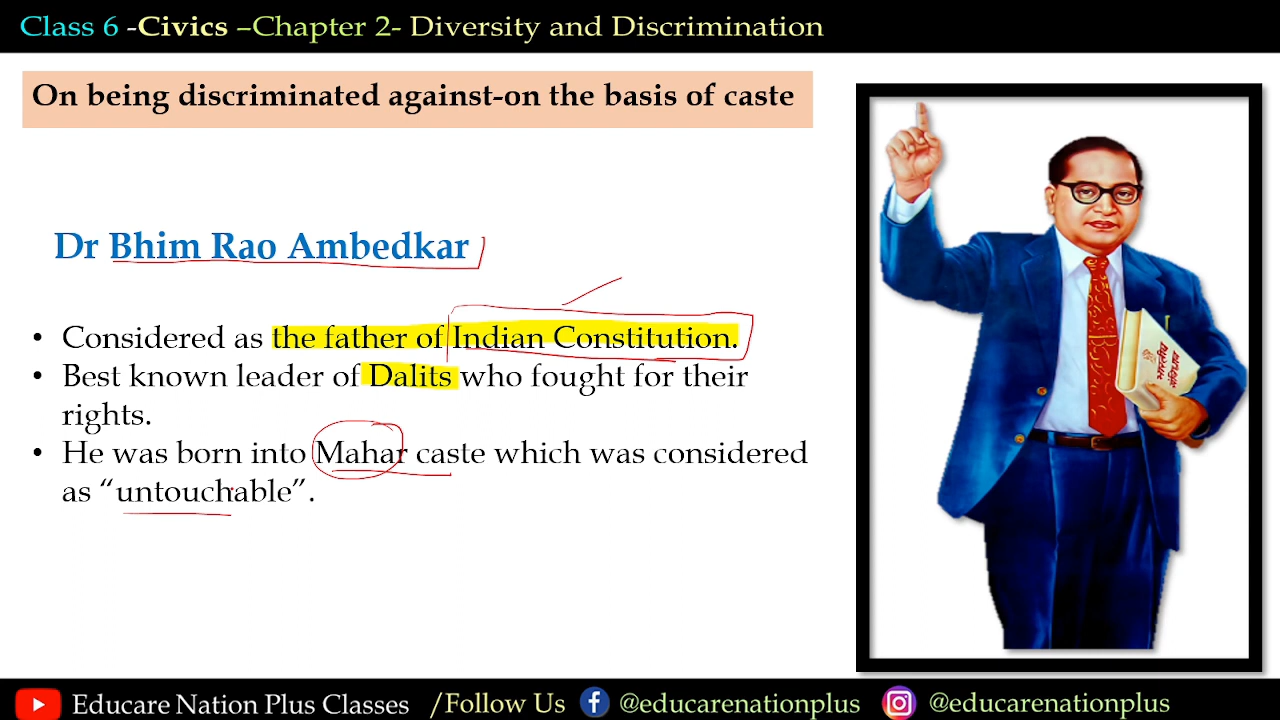 Class 6 -Civics –Chapter 2- Diversity and Discrimination
On being discriminated against-on the basis of caste
Dr Bhim Rao Ambedkar
• Considered as the father of Indian Constitution.
• Best known leader of Dalits who fought for their
rights.
• He was born into Mahar caste which was considered
as “untouchable”.
Educare Nation Plus Classes /Follow Us @educarenationplus @educarenationplus